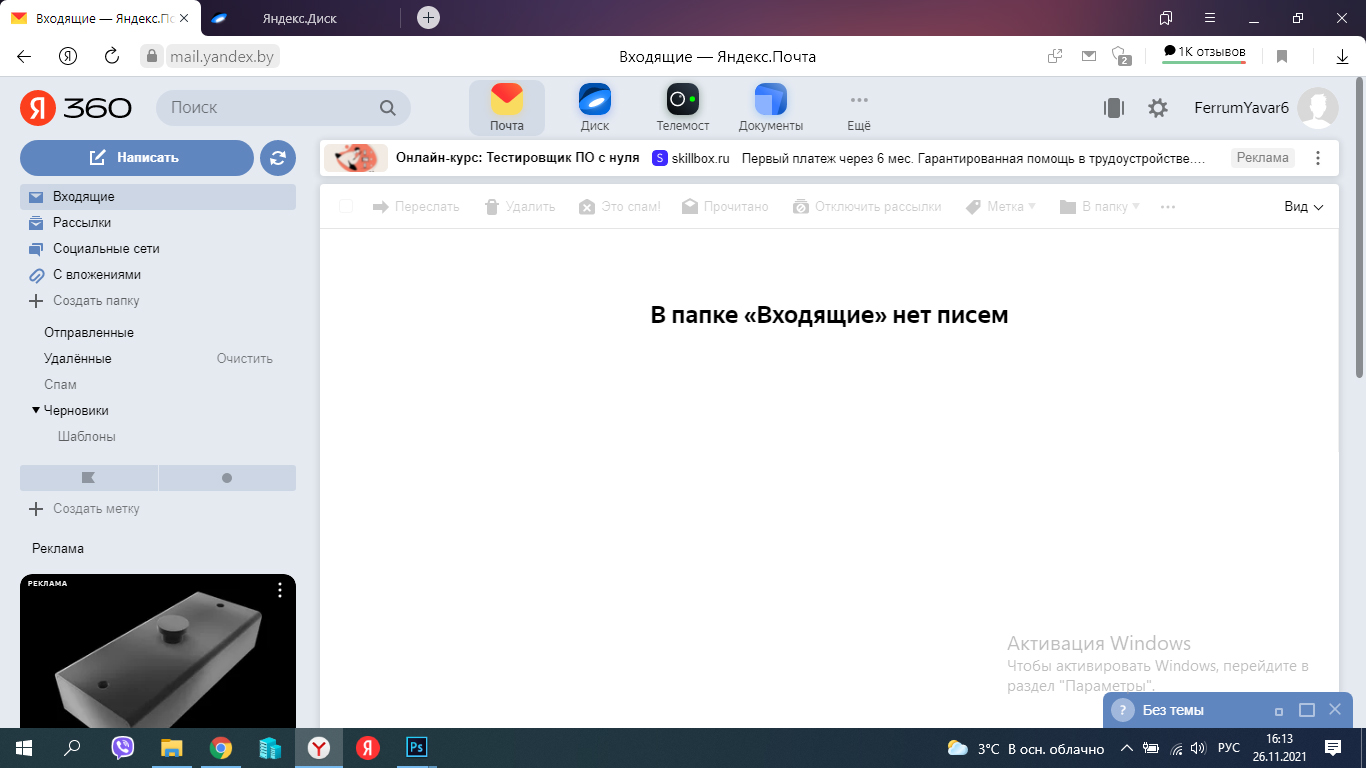 Входящие — Яндекс.По
Яндекс.Диск
mail.yandex.by
Входящие — Яндекс.Почта
2
1К отзывов
Я 360
Поиск
Почта
Диск
Телемост
Документы
Ещё
FerrumYavar6
Написать
Онлайн-курс: Тестировщик ПО с нуля
S skillbox.ru
Первый платеж через 6 мес. Гарантированная помощь в трудоустройстве.…
Реклама
Входящие
Рассылки
Социальные сети
С вложениями
Создать папку
Отправленные
Удалённые
Очистить
Спам
Черновики
Шаблоны
Создать метку
Реклама
РЕКЛАМА
Переслать
Удалить
Это спам!
Прочитано
Отключить рассылки
Метка
В папку
Вид
В папке «Входящие» нет писем
Активация Windows
Чтобы активировать Windows, перейдите в
раздел "Параметры".
? Без темы
Y
Я
Ps
3°C В осн. облачно
РУС
16:13
26.11.2021